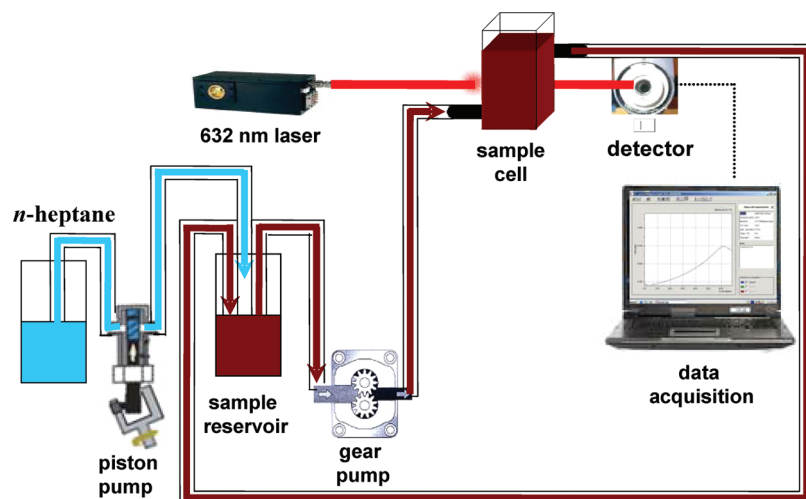 632 nm laser
sample
cell
detector
n-heptane
piston
pump
sample
reservoir
gear
pump
data
acquisition